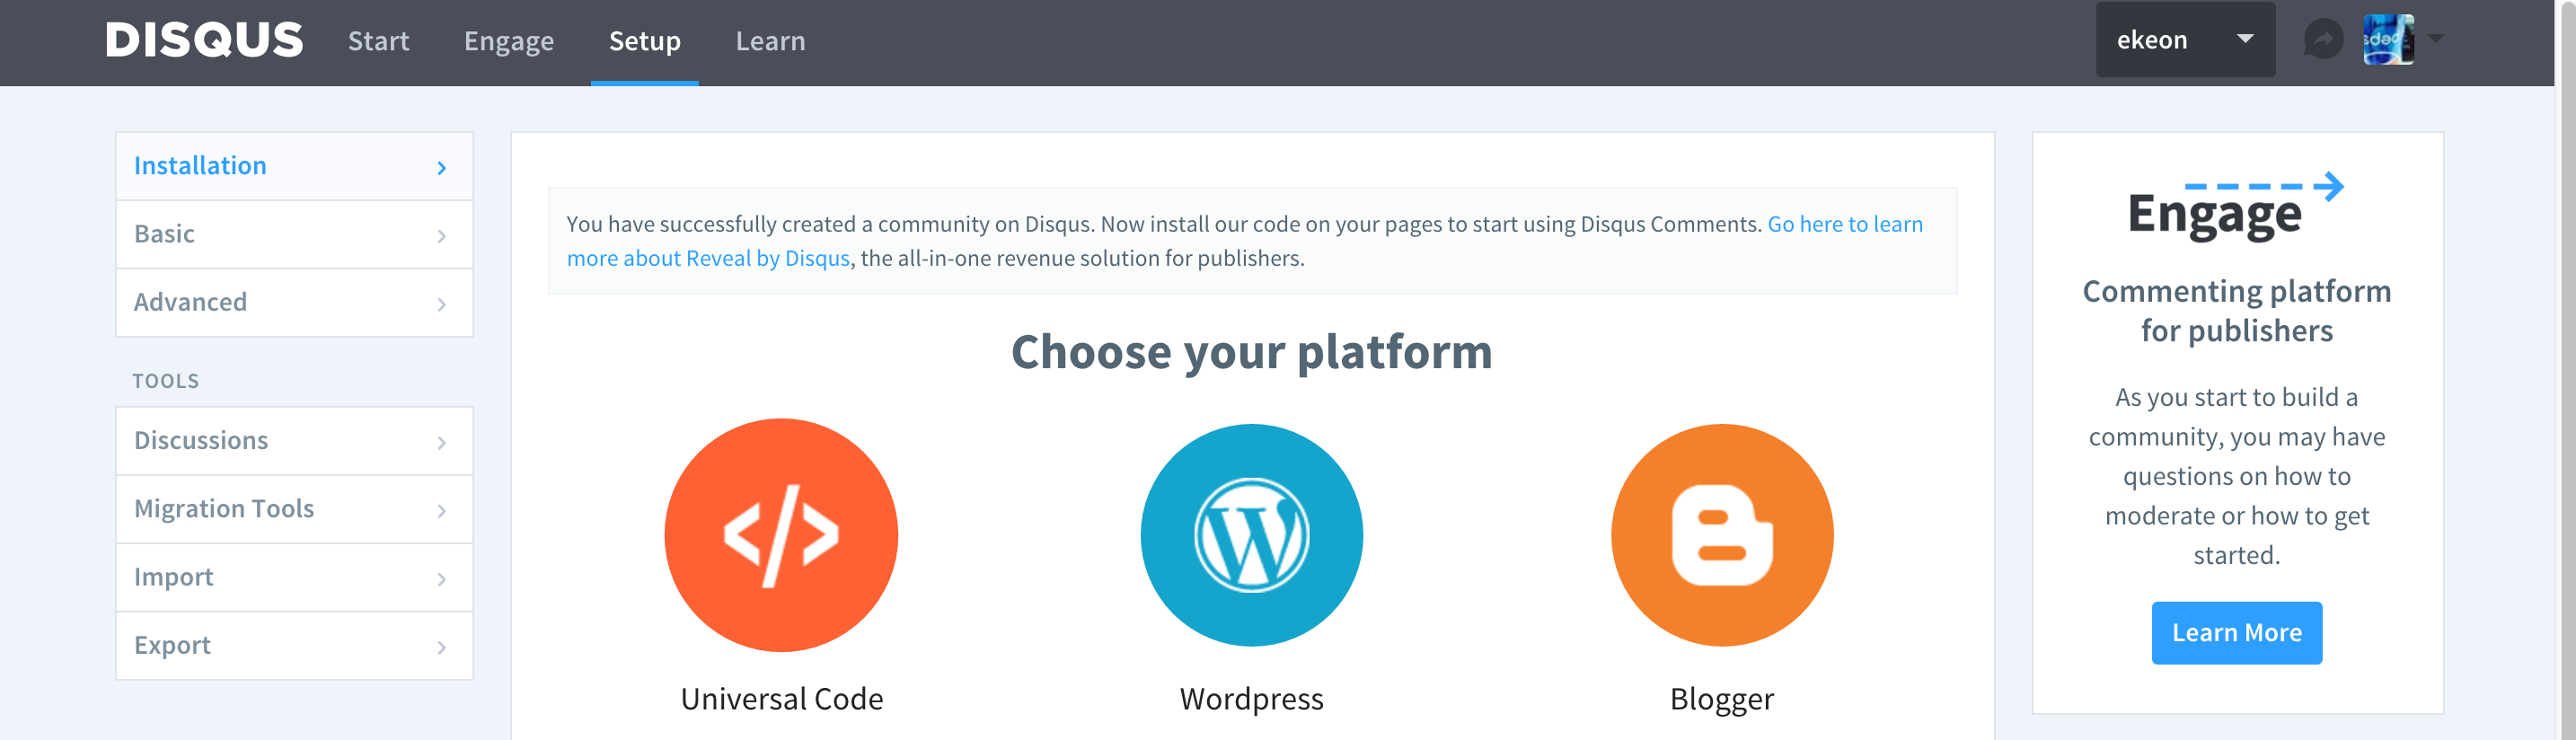 DISQUS
Start
Engage
Setup
Learn
ekeon
Installation
Basic
Advanced
TOOLS
Discussions
Migration Tools
Import
Export
You have successfully created a community on Disqus. Now install our code on your pages to start using Disqus Comments. Go here to learn
more about Reveal by Disqus, the all-in-one revenue solution for publishers.
Choose your platform
Universal Code
Wordpress
Blogger
Engage
Commenting platform
for publishers
As you start to build a
community, you may have
questions on how to
moderate or how to get
started.
Learn More